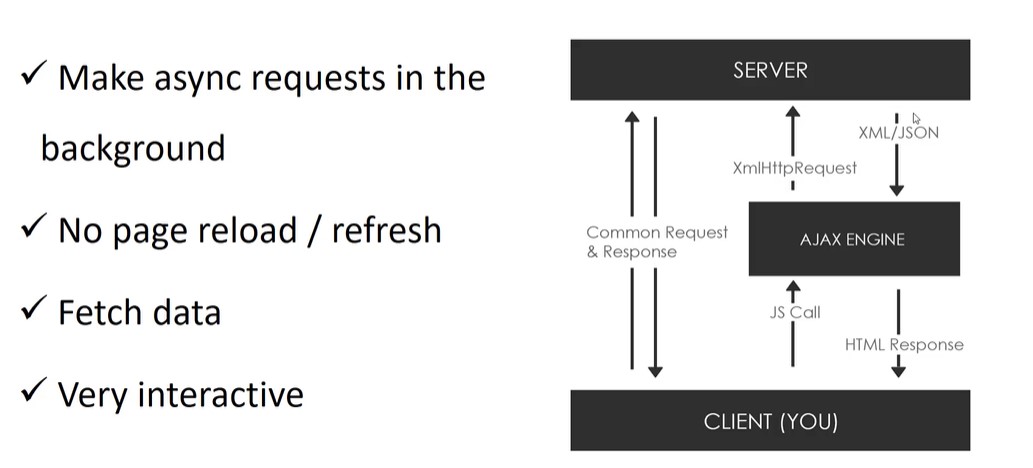 ✓ Make async requests in the
background
✓ No page reload / refresh
✓ Fetch data
✓ Very interactive
SERVER
XML/JSON
XmlHttpRequest
Common Request
& Response
AJAX ENGINE
JS Call
HTML Response
CLIENT (YOU)